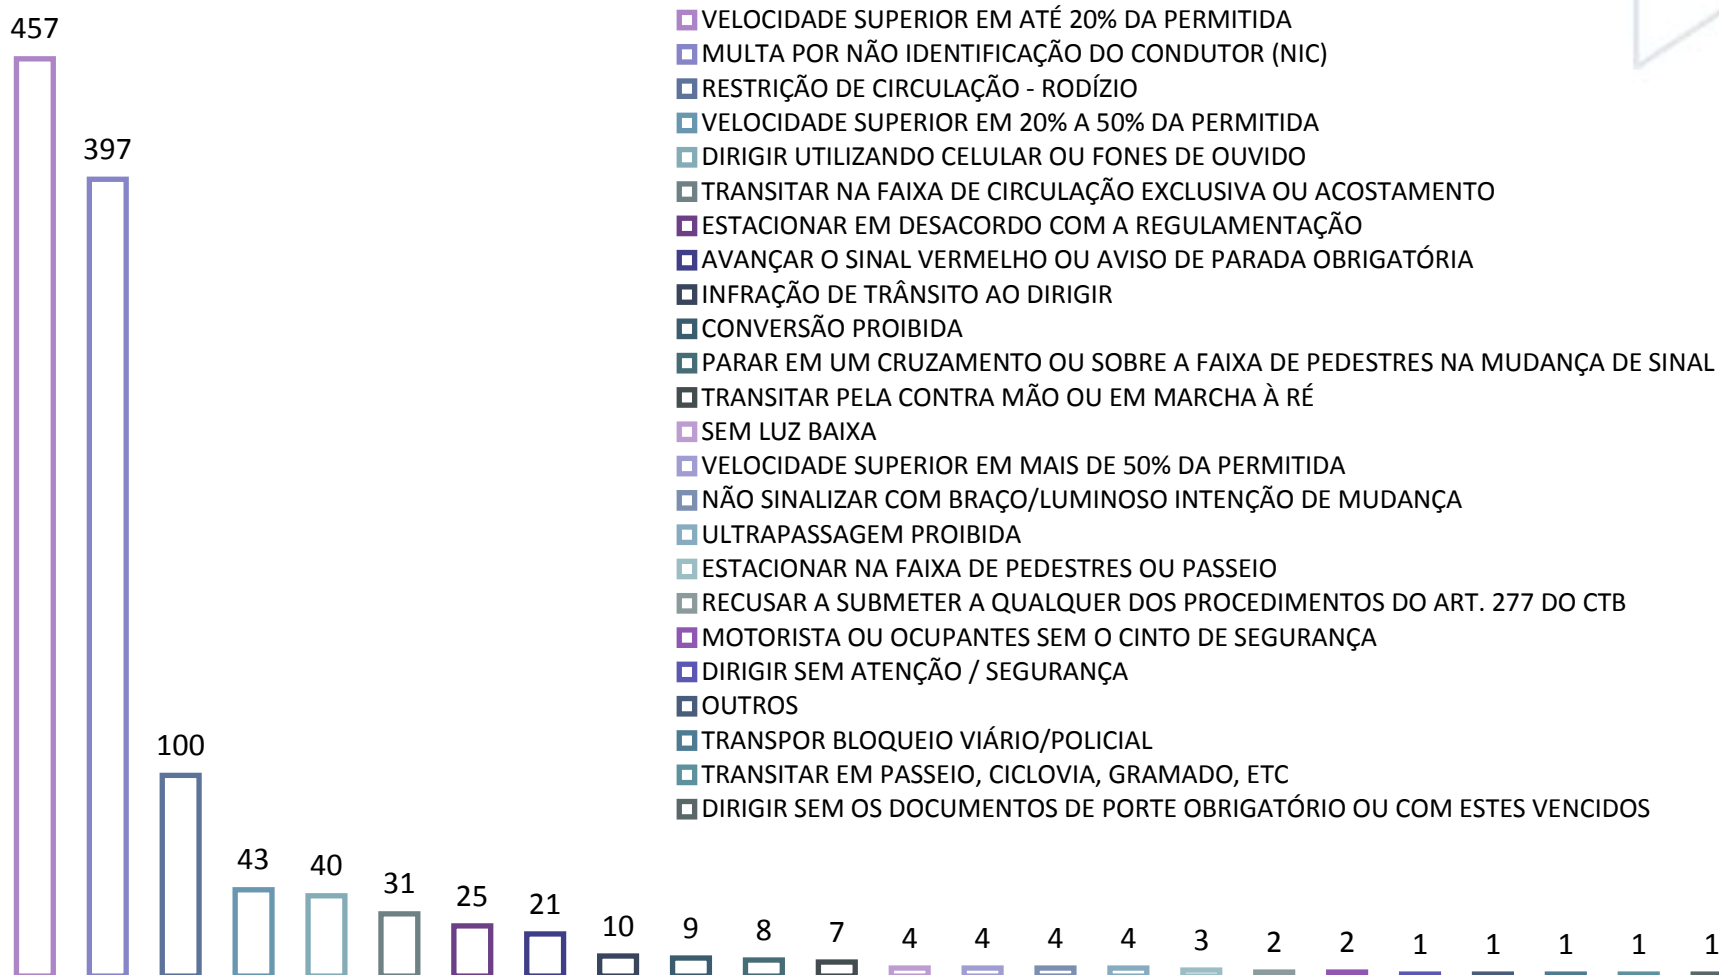 VELOCIDADE SUPERIOR EM ATÉ 20% DA PERMITIDA
MULTA POR NÃO IDENTIFICAÇÃO DO CONDUTOR (NIC)
RESTRIÇÃO DE CIRCULAÇÃO - RODÍZIO
VELOCIDADE SUPERIOR EM 20% A 50% DA PERMITIDA
DIRIGIR UTILIZANDO CELULAR OU FONES DE OUVIDO
TRANSITAR NA FAIXA DE CIRCULAÇÃO EXCLUSIVA OU ACOSTAMENTO
ESTACIONAR EM DESACORDO COM A REGULAMENTAÇÃO
AVANÇAR O SINAL VERMELHO OU AVISO DE PARADA OBRIGATÓRIA
INFRAÇÃO DE TRÂNSITO AO DIRIGIR
CONVERSÃO PROIBIDA
PARAR EM UM CRUZAMENTO OU SOBRE A FAIXA DE PEDESTRES NA MUDANÇA DE SINAL
TRANSITAR PELA CONTRA MÃO OU EM MARCHA À RÉ
SEM LUZ BAIXA
VELOCIDADE SUPERIOR EM MAIS DE 50% DA PERMITIDA
NÃO SINALIZAR COM BRAÇO/LUMINOSO INTENÇÃO DE MUDANÇA
ULTRAPASSAGEM PROIBIDA
ESTACIONAR NA FAIXA DE PEDESTRES OU PASSEIO
RECUSAR A SUBMETER A QUALQUER DOS PROCEDIMENTOS DO ART. 277 DO CTB
MOTORISTA OU OCUPANTES SEM O CINTO DE SEGURANÇA
DIRIGIR SEM ATENÇÃO / SEGURANÇA
OUTROS
TRANSPOR BLOQUEIO VIÁRIO/POLICIAL
TRANSITAR EM PASSEIO, CICLOVIA, GRAMADO, ETC
DIRIGIR SEM OS DOCUMENTOS DE PORTE OBRIGATÓRIO OU COM ESTES VENCIDOS
457
397
100
43
40
31
25
21
10
9
8
7
4
4
4
4
3
2
2
1
1
1
1
1